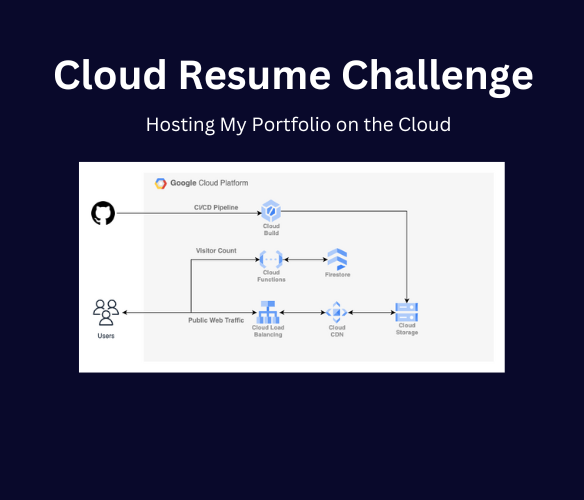 Cloud Resume Challenge
Hosting My Portfolio on the Cloud
Google Cloud Platform
CI/CD Pipeline
Cloud
Build
Visitor Count
Cloud
Functions
Firestore
Users
Public Web Traffic
Cloud Load
Balancing
Cloud
CDN
Cloud
Storage